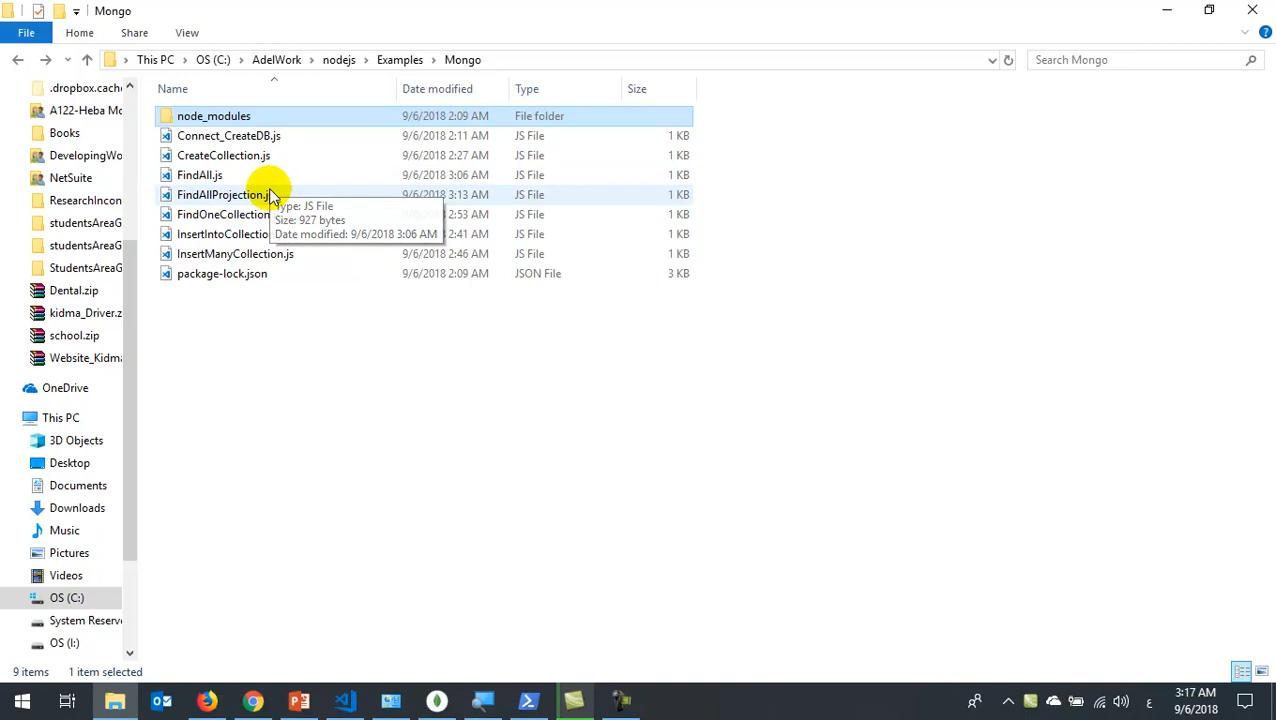 Mongo
File Home Share View
This PC OS (C:) AdelWork nodejs Examples Mongo Search Mongo
Name Date modified Type Size
.dropbox.cache
A122-Heba Mo
Books
DevelopingWo
NetSuite
ResearchIncon
studentsAreaG
studentsAreaG
StudentsAreaG
Dental.zip
kidma_Driver.z
school.zip
Website_Kidma
OneDrive
This PC
3D Objects
Desktop
Documents
Downloads
Music
Pictures
Videos
OS (C:)
System Reserve
OS (I:)
node_modules 9/6/2018 2:09 AM File folder
Connect_CreateDB.js 9/6/2018 2:11 AM JS File 1 KB
CreateCollection.js 9/6/2018 2:27 AM JS File 1 KB
FindAll.js 9/6/2018 3:06 AM JS File 1 KB
FindAllProjection.js 9/6/2018 3:13 AM JS File 1 KB
FindOneCollection 2:53 AM JS File 1 KB
InsertIntoCollectio 2:41 AM JS File 1 KB
InsertManyCollection.js 9/6/2018 2:46 AM JS File 1 KB
package-lock.json 9/6/2018 2:09 AM JSON File 3 KB
Type: JS File
Size: 927 bytes
Date modified: 9/6/2018 3:06 AM
9 items 1 item selected
ع 3:17 AM
9/6/2018